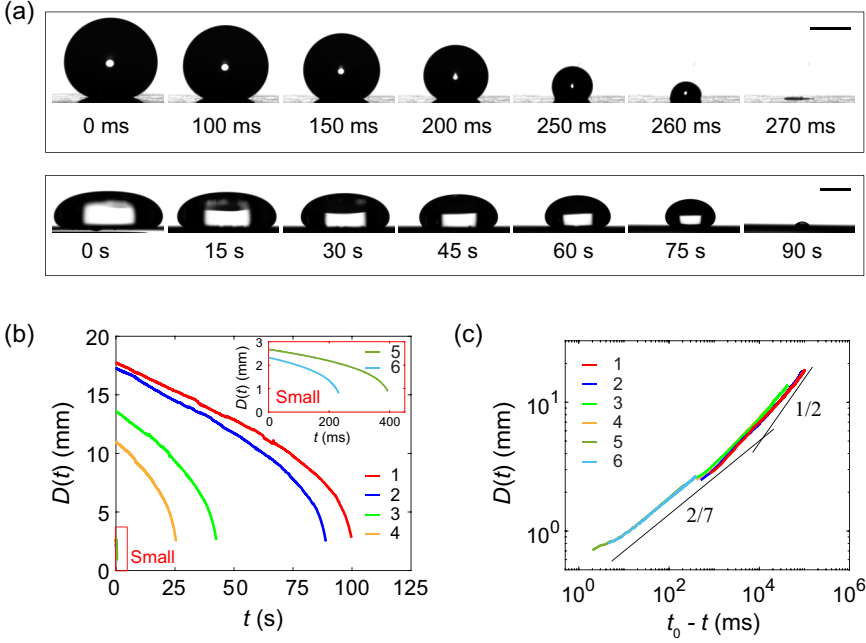 (a)
0 ms 100 ms 150 ms 200 ms 250 ms 260 ms 270 ms
0 s 15 s 30 s 45 s 60 s 75 s 90 s
(b)
D(t) (mm)
20
15
10
5
0
0 25 50 75 100 125
t (s)
Small
1
2
3
4
D(t) (mm)
3
2
1
0
0 200 400
t (ms)
Small
5
6
(c)
D(t) (mm)
10¹
10⁰
10⁰ 10² 10⁴ 10⁶
t₀ - t (ms)
1
2
3
4
5
6
1/2
2/7